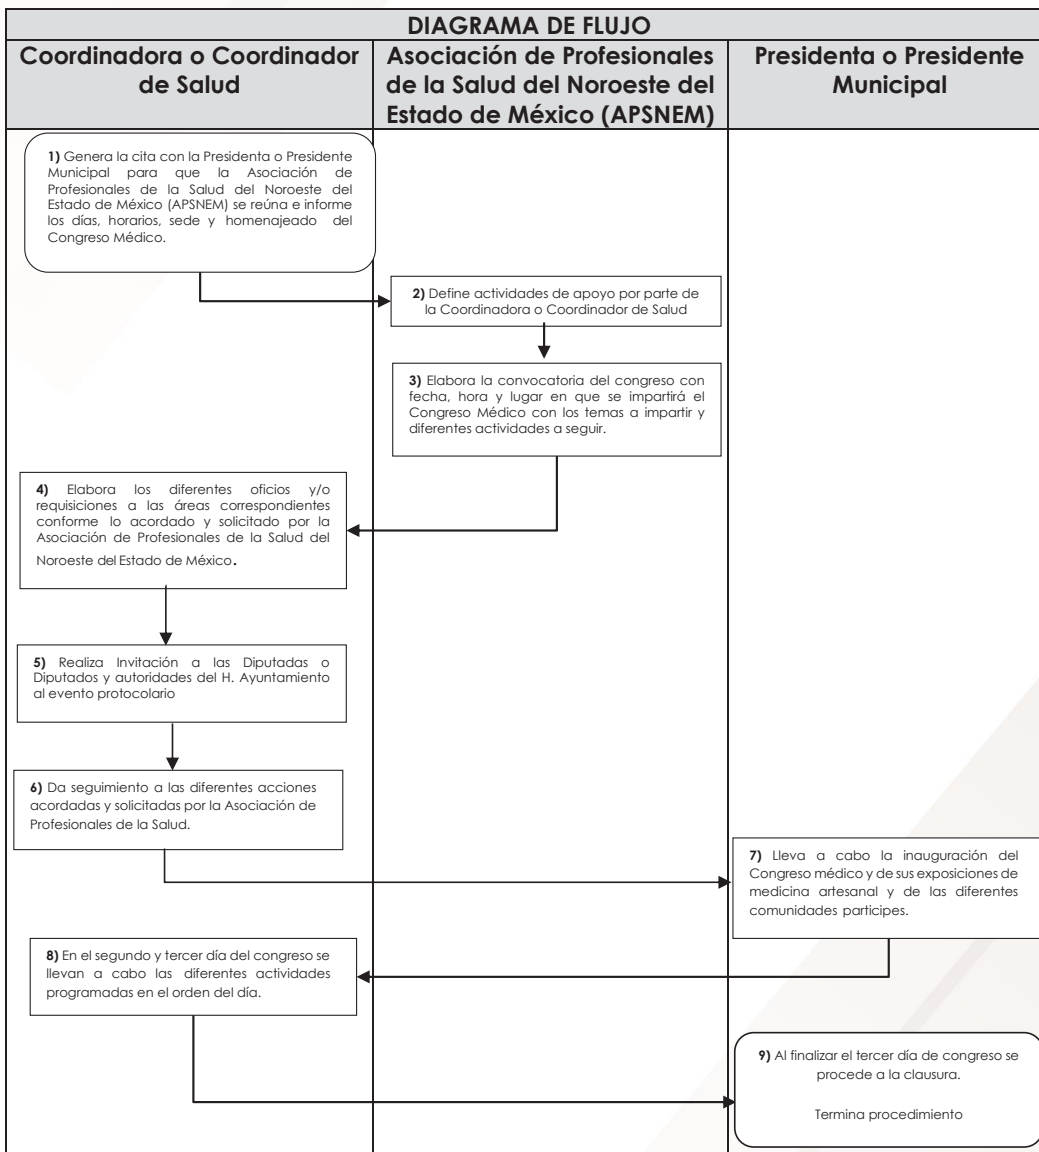 DIAGRAMA DE FLUJO
Coordinadora o Coordinador
de Salud
Asociación de Profesionales
de la Salud del Noroeste del
Estado de México (APSNEM)
Presidenta o Presidente
Municipal
1) Genera la cita con la Presidenta o Presidente
Municipal para que la Asociación de
Profesionales de la Salud del Noroeste del
Estado de México (APSNEM) se reúna e informe
los días, horarios, sede y homenajeado del
Congreso Médico.
2) Define actividades de apoyo por parte de
la Coordinadora o Coordinador de Salud
3) Elabora la convocatoria del congreso con
fecha, hora y lugar en que se impartirá el
Congreso Médico con los temas a impartir y
diferentes actividades a seguir.
4) Elabora los diferentes oficios y/o
requisiciones a las áreas correspondientes
conforme lo acordado y solicitado por la
Asociación de Profesionales de la Salud del
Noroeste del Estado de México.
5) Realiza Invitación a las Diputadas o
Diputados y autoridades del H. Ayuntamiento
al evento protocolario
6) Da seguimiento a las diferentes acciones
acordadas y solicitadas por la Asociación de
Profesionales de la Salud.
7) Lleva a cabo la inauguración del
Congreso médico y de sus exposiciones de
medicina artesanal y de las diferentes
comunidades participes.
8) En el segundo y tercer día del congreso se
llevan a cabo las diferentes actividades
programadas en el orden del día.
9) Al finalizar el tercer día de congreso se
procede a la clausura.
Termina procedimiento